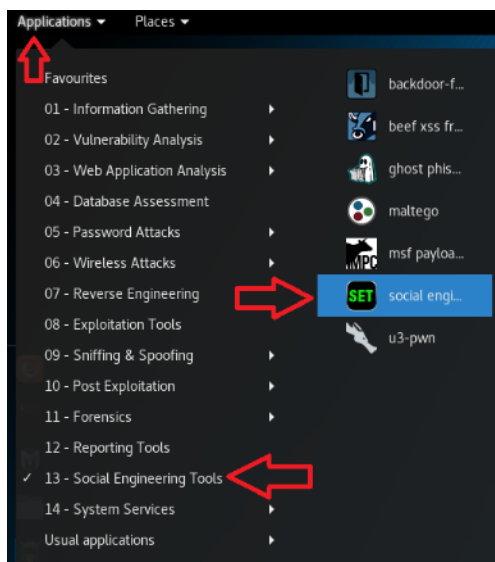 Applications Places
Favourites
01 - Information Gathering
02 - Vulnerability Analysis
03 - Web Application Analysis
04 - Database Assessment
05 - Password Attacks
06 - Wireless Attacks
07 - Reverse Engineering
08 - Exploitation Tools
09 - Sniffing & Spoofing
10 - Post Exploitation
11 - Forensics
12 - Reporting Tools
13 - Social Engineering Tools
14 - System Services
Usual applications
backdoor-f...
beef xss fr...
ghost phis...
maltego
MPC
msf payloa...
SET
social engi...
u3-pwn